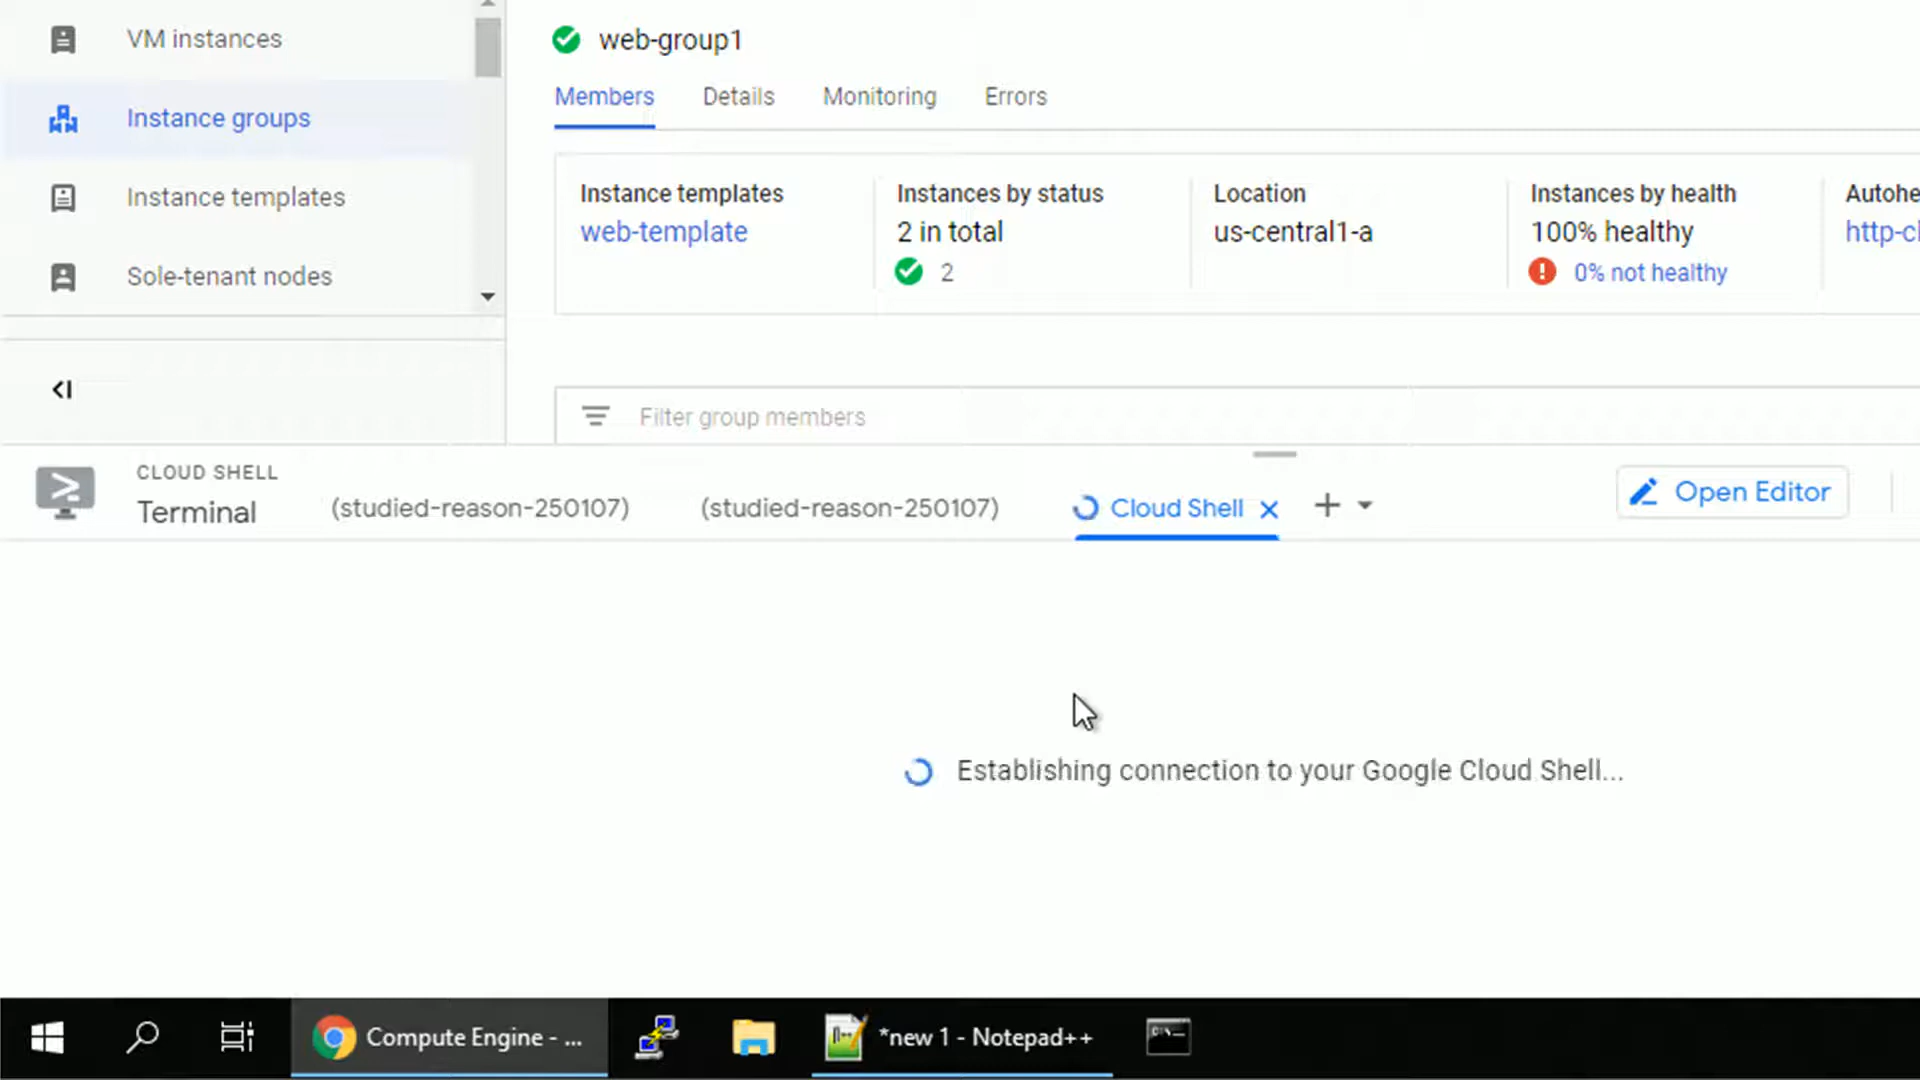 VM instances
Instance groups
Instance templates
Sole-tenant nodes
web-group1
Members Details Monitoring Errors
Instance templates
web-template
Instances by status
2 in total
2
Location
us-central1-a
Instances by health
100% healthy
0% not healthy
Autohe
http-cl
Filter group members
CLOUD SHELL
Terminal
(studied-reason-250107)
(studied-reason-250107)
Cloud Shell
Open Editor
Establishing connection to your Google Cloud Shell...
Compute Engine - ...
*new 1 - Notepad++